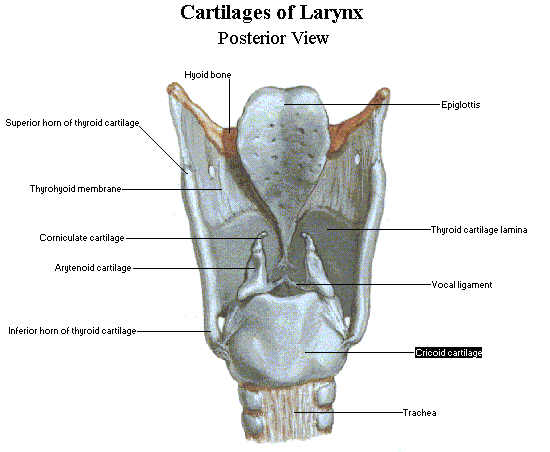 Cartilages of Larynx
Posterior View
Hyoid bone
Epiglottis
Superior horn of thyroid cartilage
Thyrohyoid membrane
Thyroid cartilage lamina
Corniculate cartilage
Arytenoid cartilage
Vocal ligament
Inferior horn of thyroid cartilage
Cricoid cartilage
Trachea